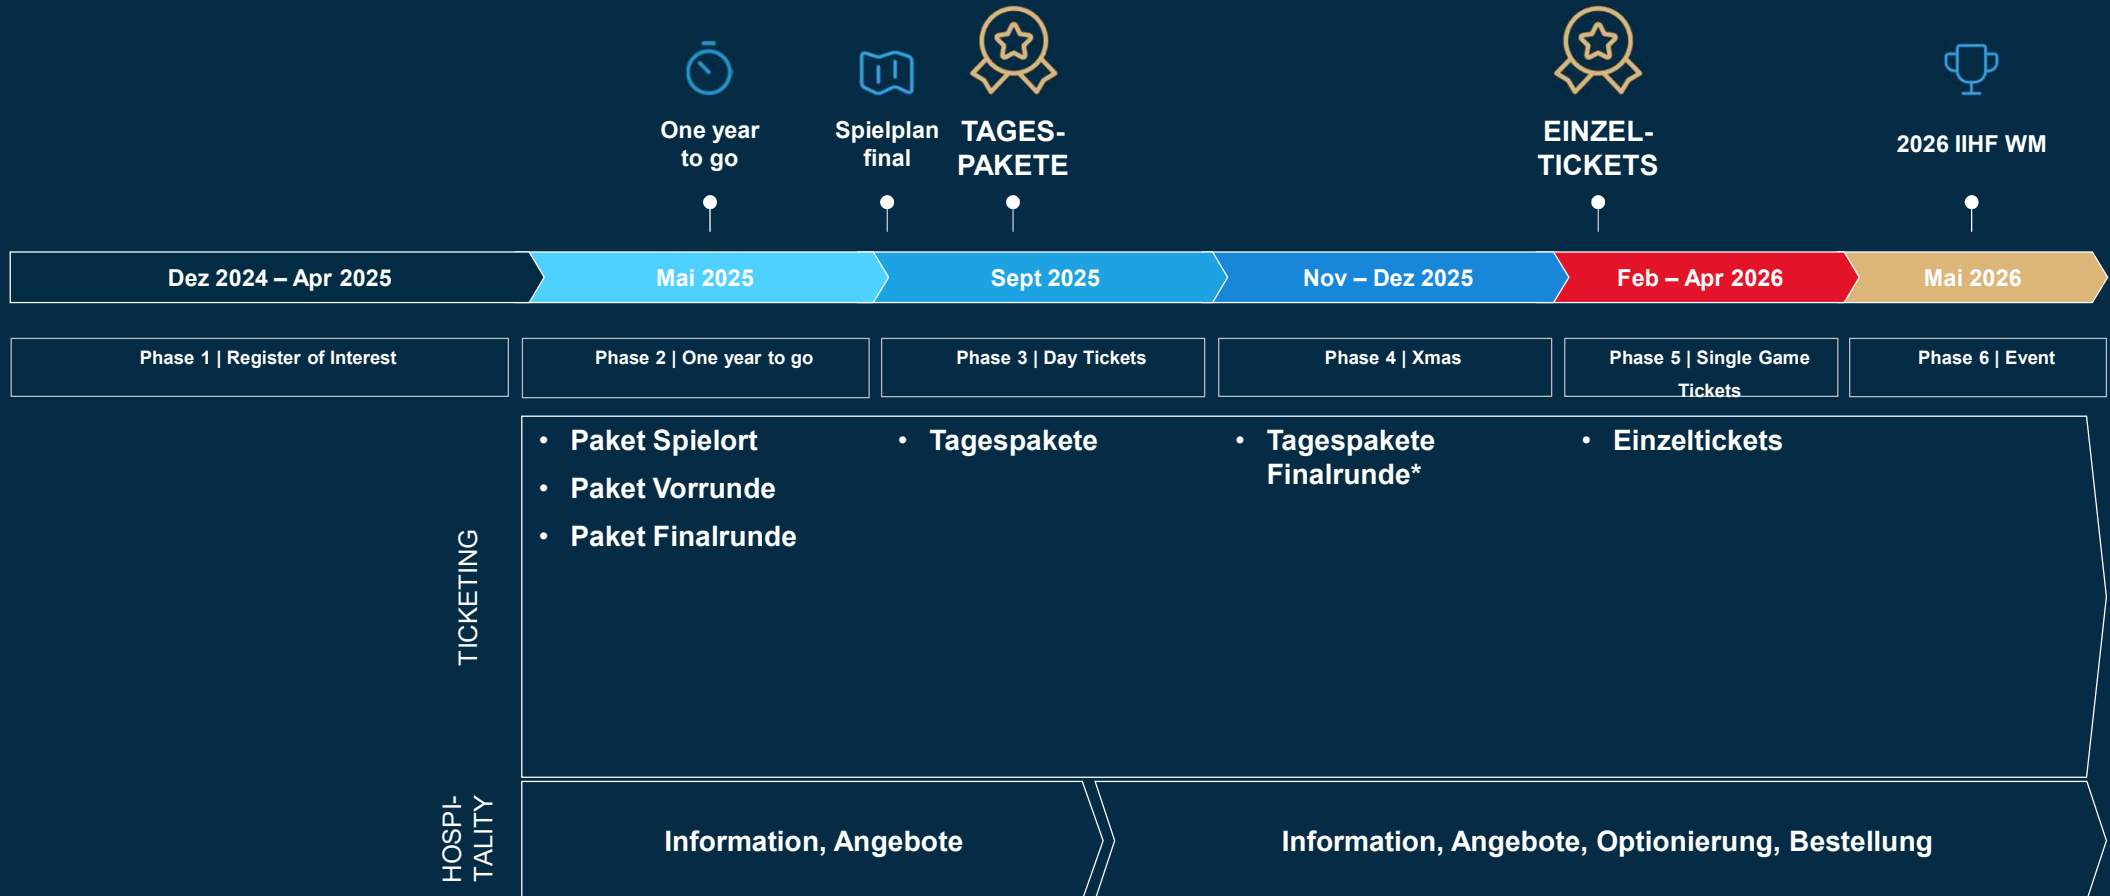 One year
to go
Spielplan
final
TAGES-
PAKETE
EINZEL-
TICKETS
2026 IIHF WM
Dez 2024 – Apr 2025
Mai 2025
Sept 2025
Nov – Dez 2025
Feb – Apr 2026
Mai 2026
Phase 1 | Register of Interest
Phase 2 | One year to go
Phase 3 | Day Tickets
Phase 4 | Xmas
Phase 5 | Single Game
Tickets
Phase 6 | Event
TICKETING
• Paket Spielort
• Paket Vorrunde
• Paket Finalrunde
• Tagespakete
• Tagespakete
Finalrunde*
• Einzeltickets
HOSPI-
TALITY
Information, Angebote
Information, Angebote, Optionierung, Bestellung